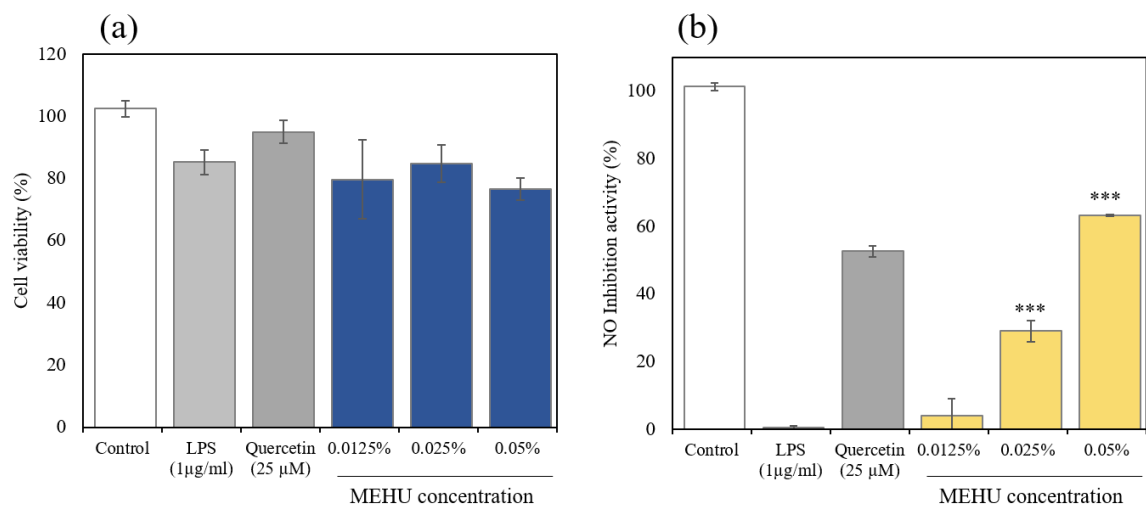 (a)
120
100
80
60
40
20
0
Cell viability (%)
Control
LPS
(1µg/ml)
Quercetin
(25 µM)
0.0125%
0.025%
0.05%
MEHU concentration
(b)
100
80
60
40
20
0
NO Inhibition activity (%)
***
***
Control
LPS
(1µg/ml)
Quercetin
(25 µM)
0.0125%
0.025%
0.05%
MEHU concentration